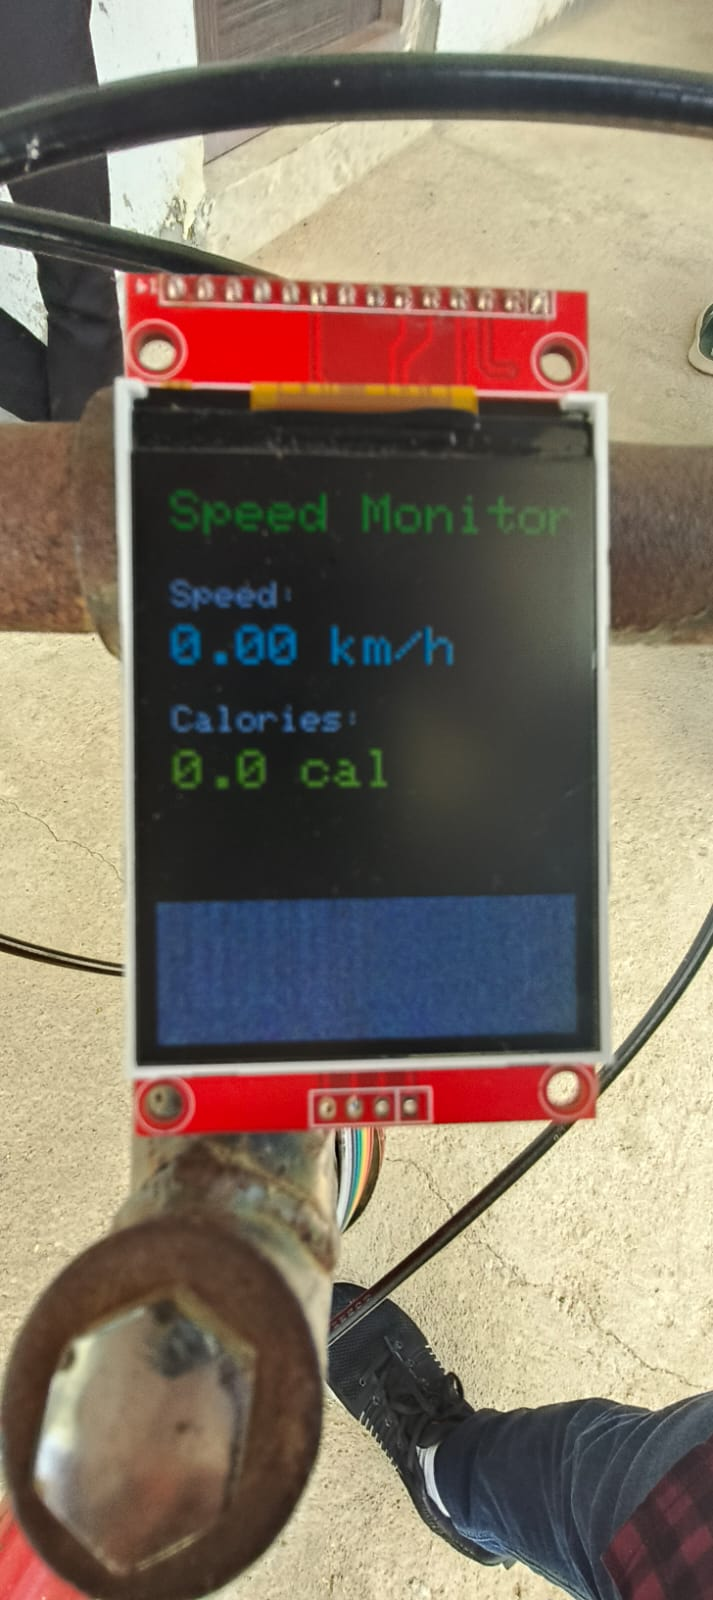 Speed Monitor
Speed:
0.00 km/h
Calories:
0.0 cal